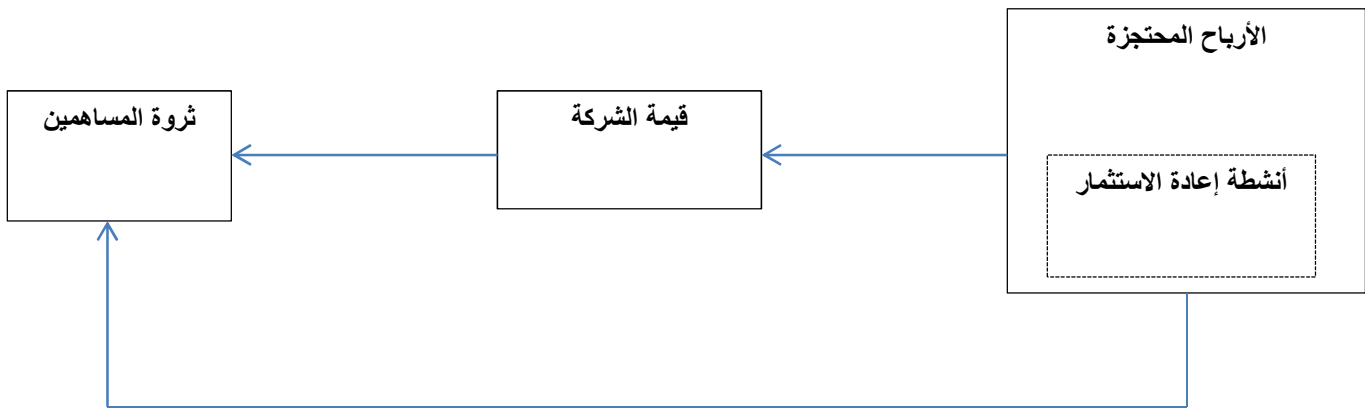 الأرباح المحتجزة
قيمة الشركة
ثروة المساهمين
أنشطة إعادة الاستثمار